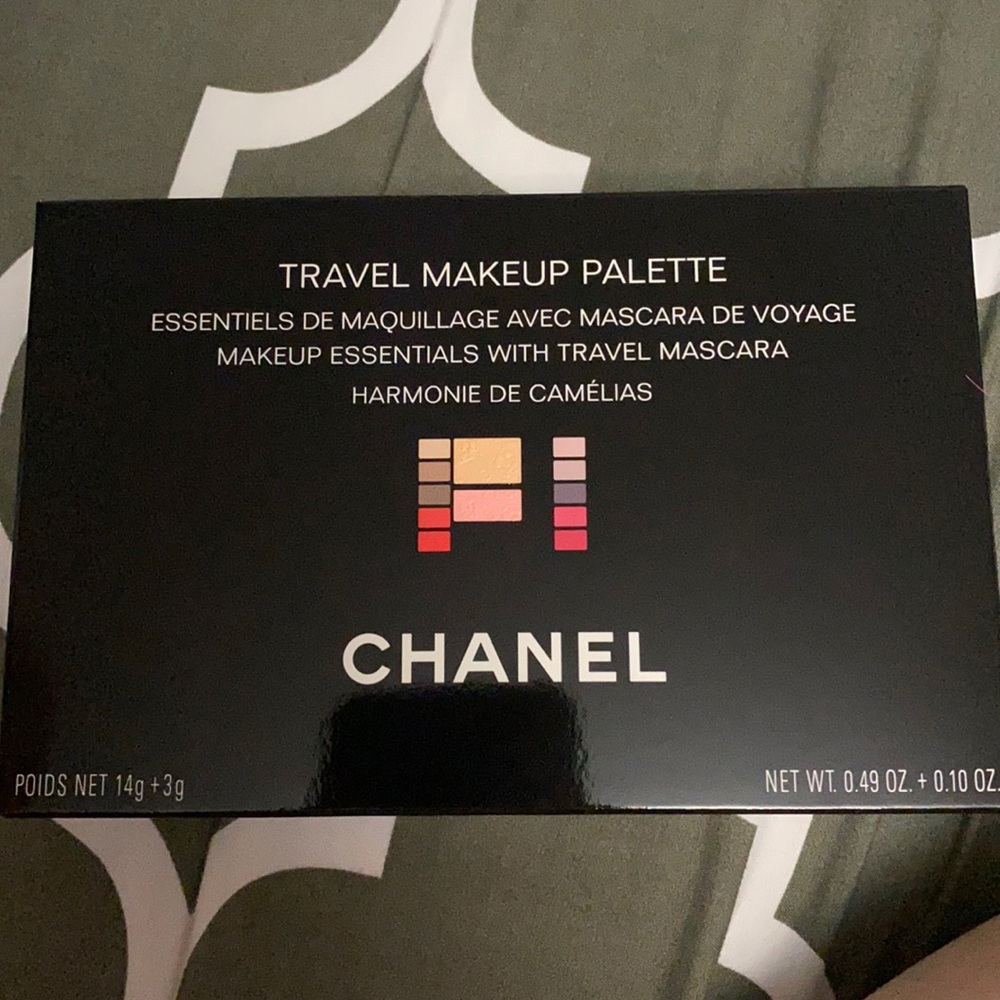 TRAVEL MAKEUP PALETTE
ESSENTIELS DE MAQUILLAGE AVEC MASCARA DE VOYAGE
MAKEUP ESSENTIALS WITH TRAVEL MASCARA
HARMONIE DE CAMÉLIAS
CHANEL
POIDS NET 14g + 3g
NET WT. 0.49 OZ. + 0.10 OZ.